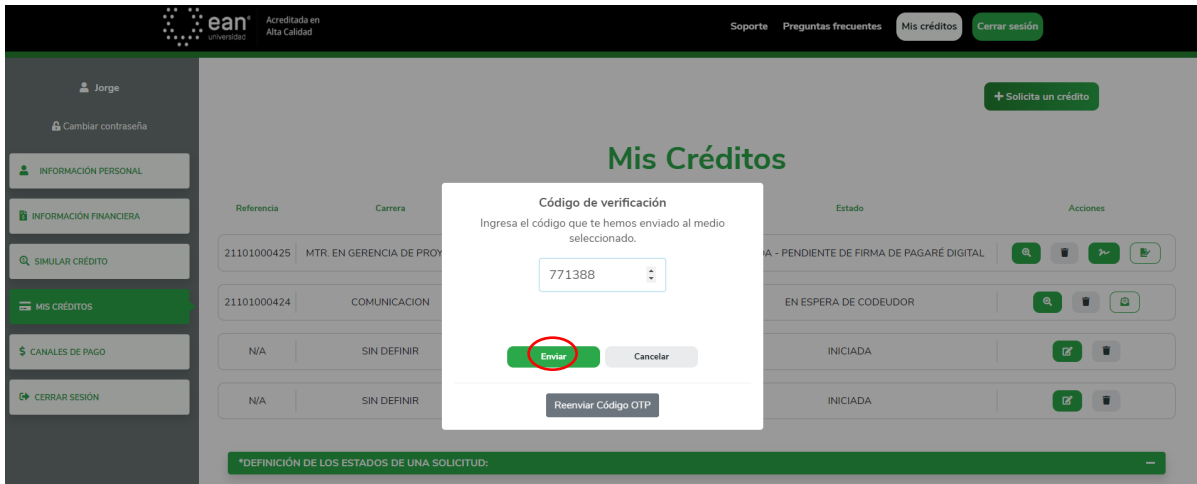 ean®
universidad
Acreditada en
Alta Calidad
Soporte
Preguntas frecuentes
Mis créditos
Cerrar sesión
Jorge
Cambiar contraseña
INFORMACIÓN PERSONAL
INFORMACIÓN FINANCIERA
SIMULAR CRÉDITO
MIS CRÉDITOS
CANALES DE PAGO
CERRAR SESIÓN
+ Solicita un crédito
Mis Créditos
Referencia Carrera Estado Acciones
21101000425 MTR. EN GERENCIA DE PROY
- PENDIENTE DE FIRMA DE PAGARÉ DIGITAL
21101000424 COMUNICACION EN ESPERA DE CODEUDOR
N/A SIN DEFINIR INICIADA
N/A SIN DEFINIR INICIADA
Código de verificación
Ingresa el código que te hemos enviado al medio
seleccionado.
771388
Enviar
Cancelar
Reenviar Código OTP
*DEFINICIÓN DE LOS ESTADOS DE UNA SOLICITUD: